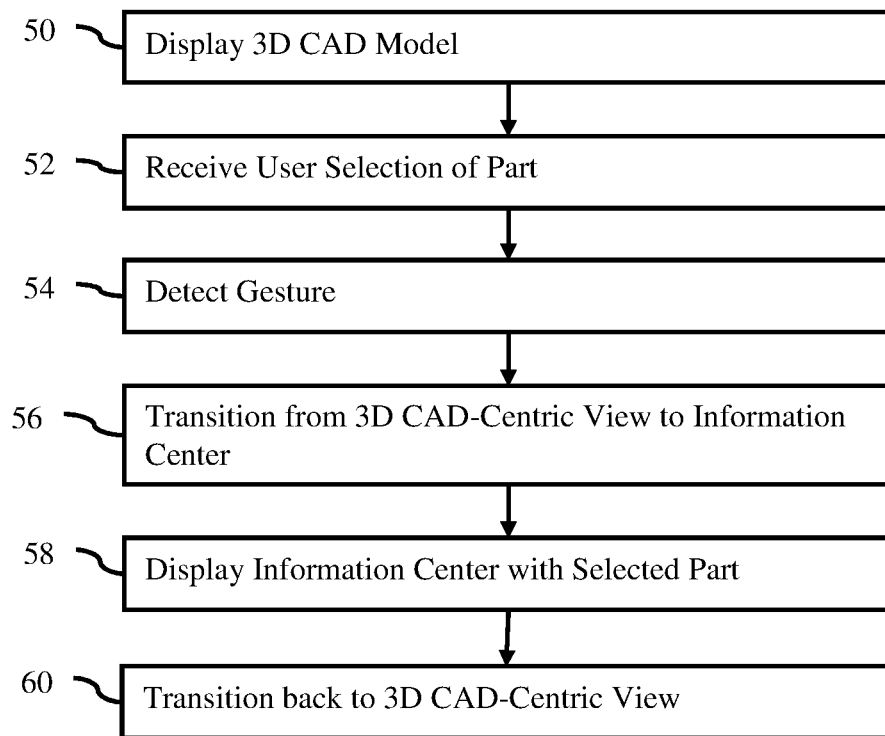 50 Display 3D CAD Model
52 Receive User Selection of Part
54 Detect Gesture
56 Transition from 3D CAD-Centric View to Information
Center
58 Display Information Center with Selected Part
60 Transition back to 3D CAD-Centric View